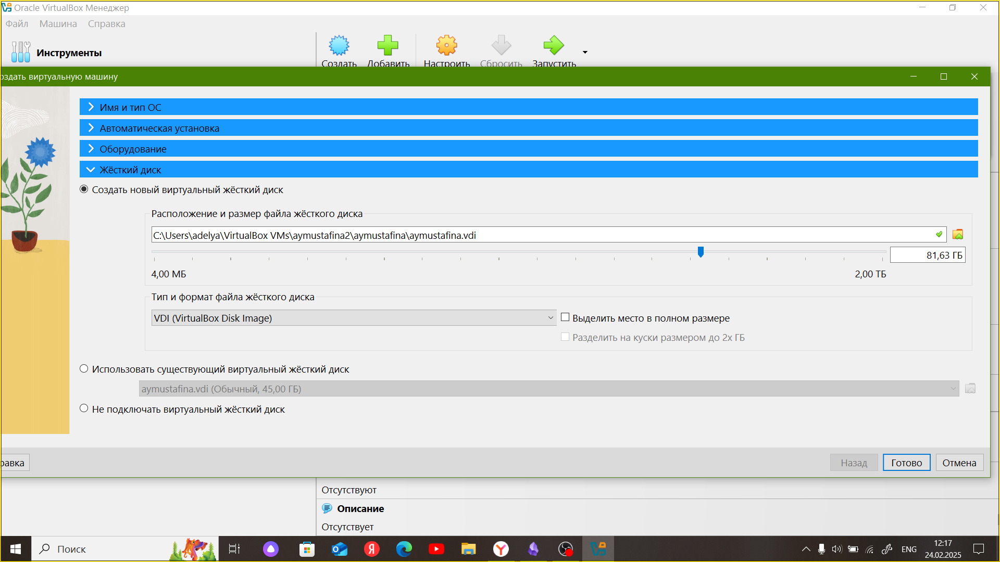 Oracle VirtualBox Менеджер
Файл Машина Справка
Инструменты
Создать Добавить Настроить Сбросить Запустить
оздать виртуальную машину
Имя и тип ОС
Автоматическая установка
Оборудование
Жёсткий диск
Создать новый виртуальный жёсткий диск
Расположение и размер файла жёсткого диска
C:\Users\adelya\VirtualBox VMs\aymustafina2\aymustafina\aymustafina.vdi
81,63 ГБ
4,00 МБ 2,00 ТБ
Тип и формат файла жёсткого диска
VDI (VirtualBox Disk Image) Выделить место в полном размере
Разделить на куски размером до 2х ГБ
Использовать существующий виртуальный жёсткий диск
aymustafina.vdi (Обычный, 45,00 ГБ)
Не подключать виртуальный жёсткий диск
равка Назад Готово Отмена
Отсутствуют
Описание
Отсутствует
Поиск ENG 12:17
24.02.2025